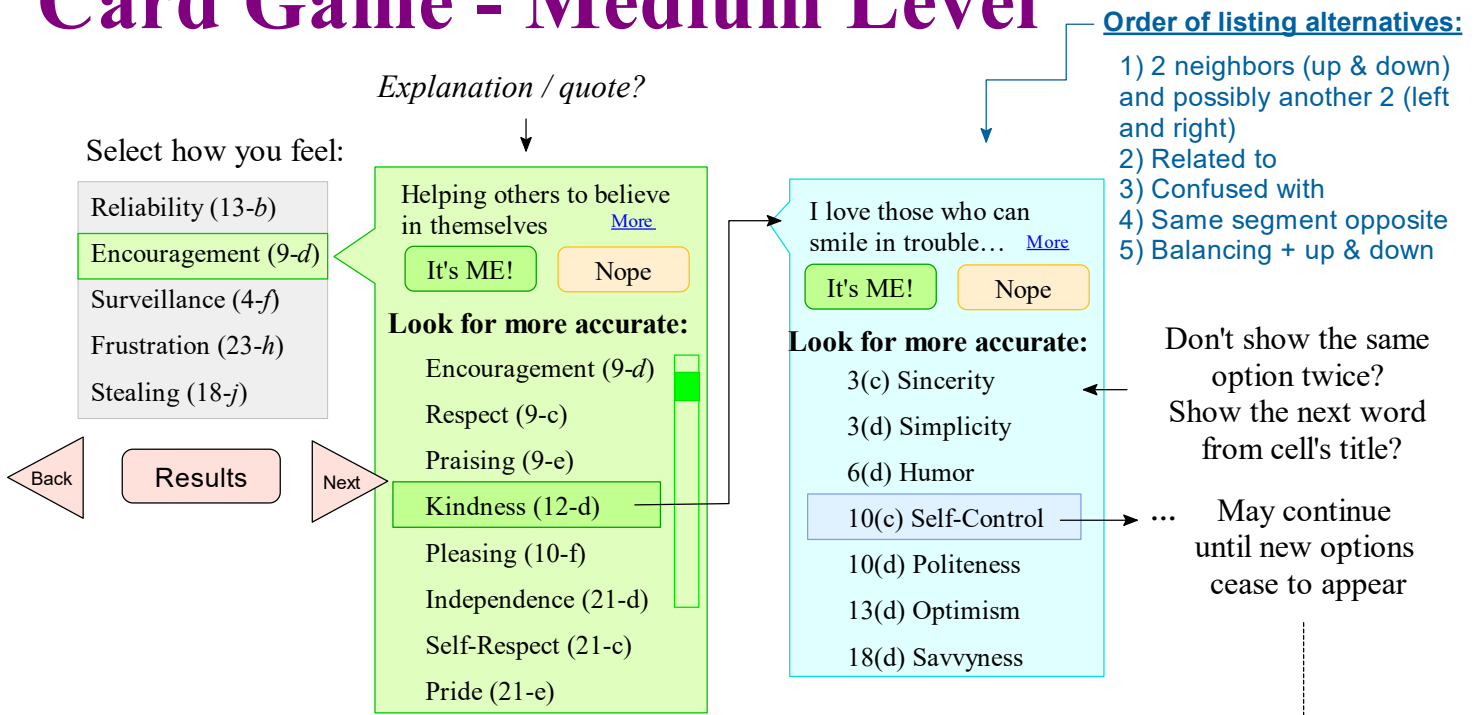 Card Game - Medium Level
Order of listing alternatives:
1) 2 neighbors (up & down)
and possibly another 2 (left
and right)
2) Related to
3) Confused with
4) Same segment opposite
5) Balancing + up & down
Explanation / quote?
Select how you feel:
Reliability (13-b)
Encouragement (9-d)
Surveillance (4-f)
Frustration (23-h)
Stealing (18-j)
Back
Results
Next
Helping others to believe
in themselves More
It's ME!
Nope
Look for more accurate:
Encouragement (9-d)
Respect (9-c)
Praising (9-e)
Kindness (12-d)
Pleasing (10-f)
Independence (21-d)
Self-Respect (21-c)
Pride (21-e)
I love those who can
smile in trouble… More
It's ME!
Nope
Look for more accurate:
3(c) Sincerity
3(d) Simplicity
6(d) Humor
10(c) Self-Control
10(d) Politeness
13(d) Optimism
18(d) Savvyness
Don't show the same
option twice?
Show the next word
from cell's title?
... May continue
until new options
cease to appear